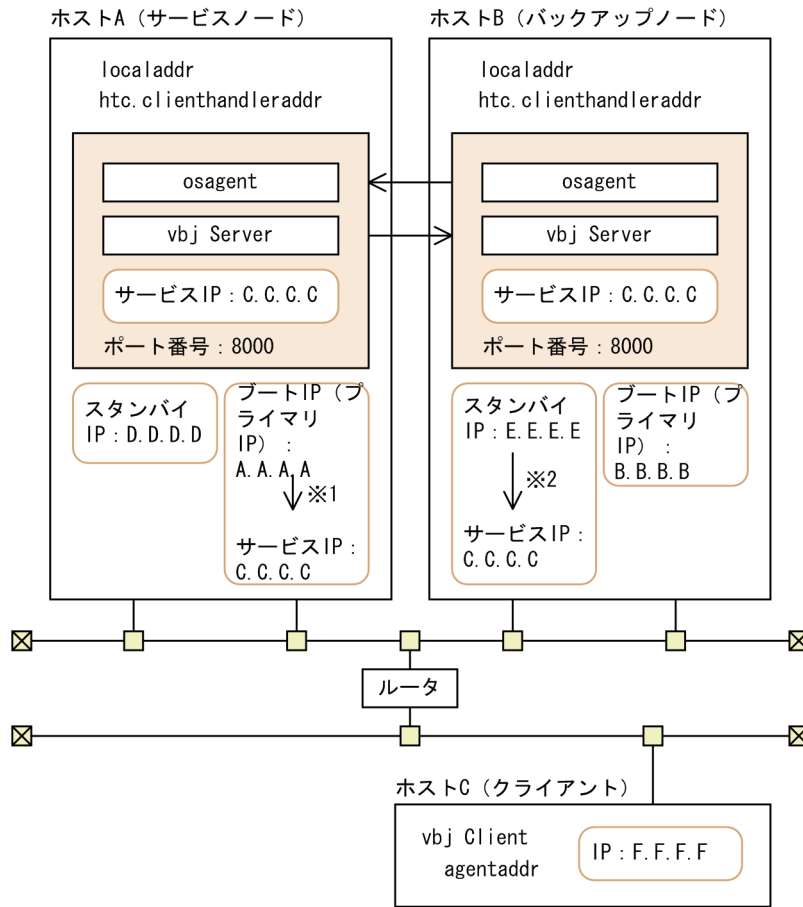 ホストA（サービスノード）
localaddr
htc.clienthandleraddr
osagent
vbj Server
サービスIP：C.C.C.C
ポート番号：8000
スタンバイ
IP：D.D.D.D
ブートIP（プ
ライマリ
IP）：
A.A.A.A
※1
サービスIP：
C.C.C.C
ホストB（バックアップノード）
localaddr
htc.clienthandleraddr
osagent
vbj Server
サービスIP：C.C.C.C
ポート番号：8000
スタンバイ
IP：E.E.E.E
※2
サービスIP：
C.C.C.C
ブートIP（プ
ライマリ
IP）：
B.B.B.B
ルータ
ホストC（クライアント）
vbj Client
agentaddr
IP：F.F.F.F